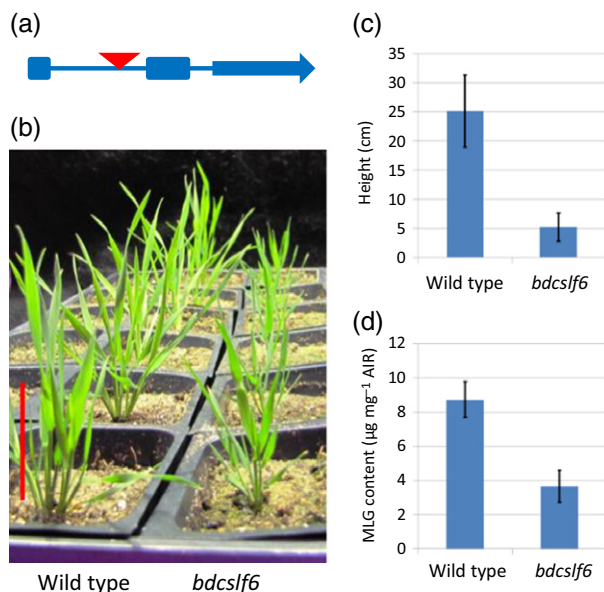 (a)
(b)
Wild type bdcslf6
(c)
Height (cm)
35
30
25
20
15
10
5
0
Wild type bdcslf6
(d)
MLG content (µg mg⁻¹ AIR)
12
10
8
6
4
2
0
Wild type bdcslf6